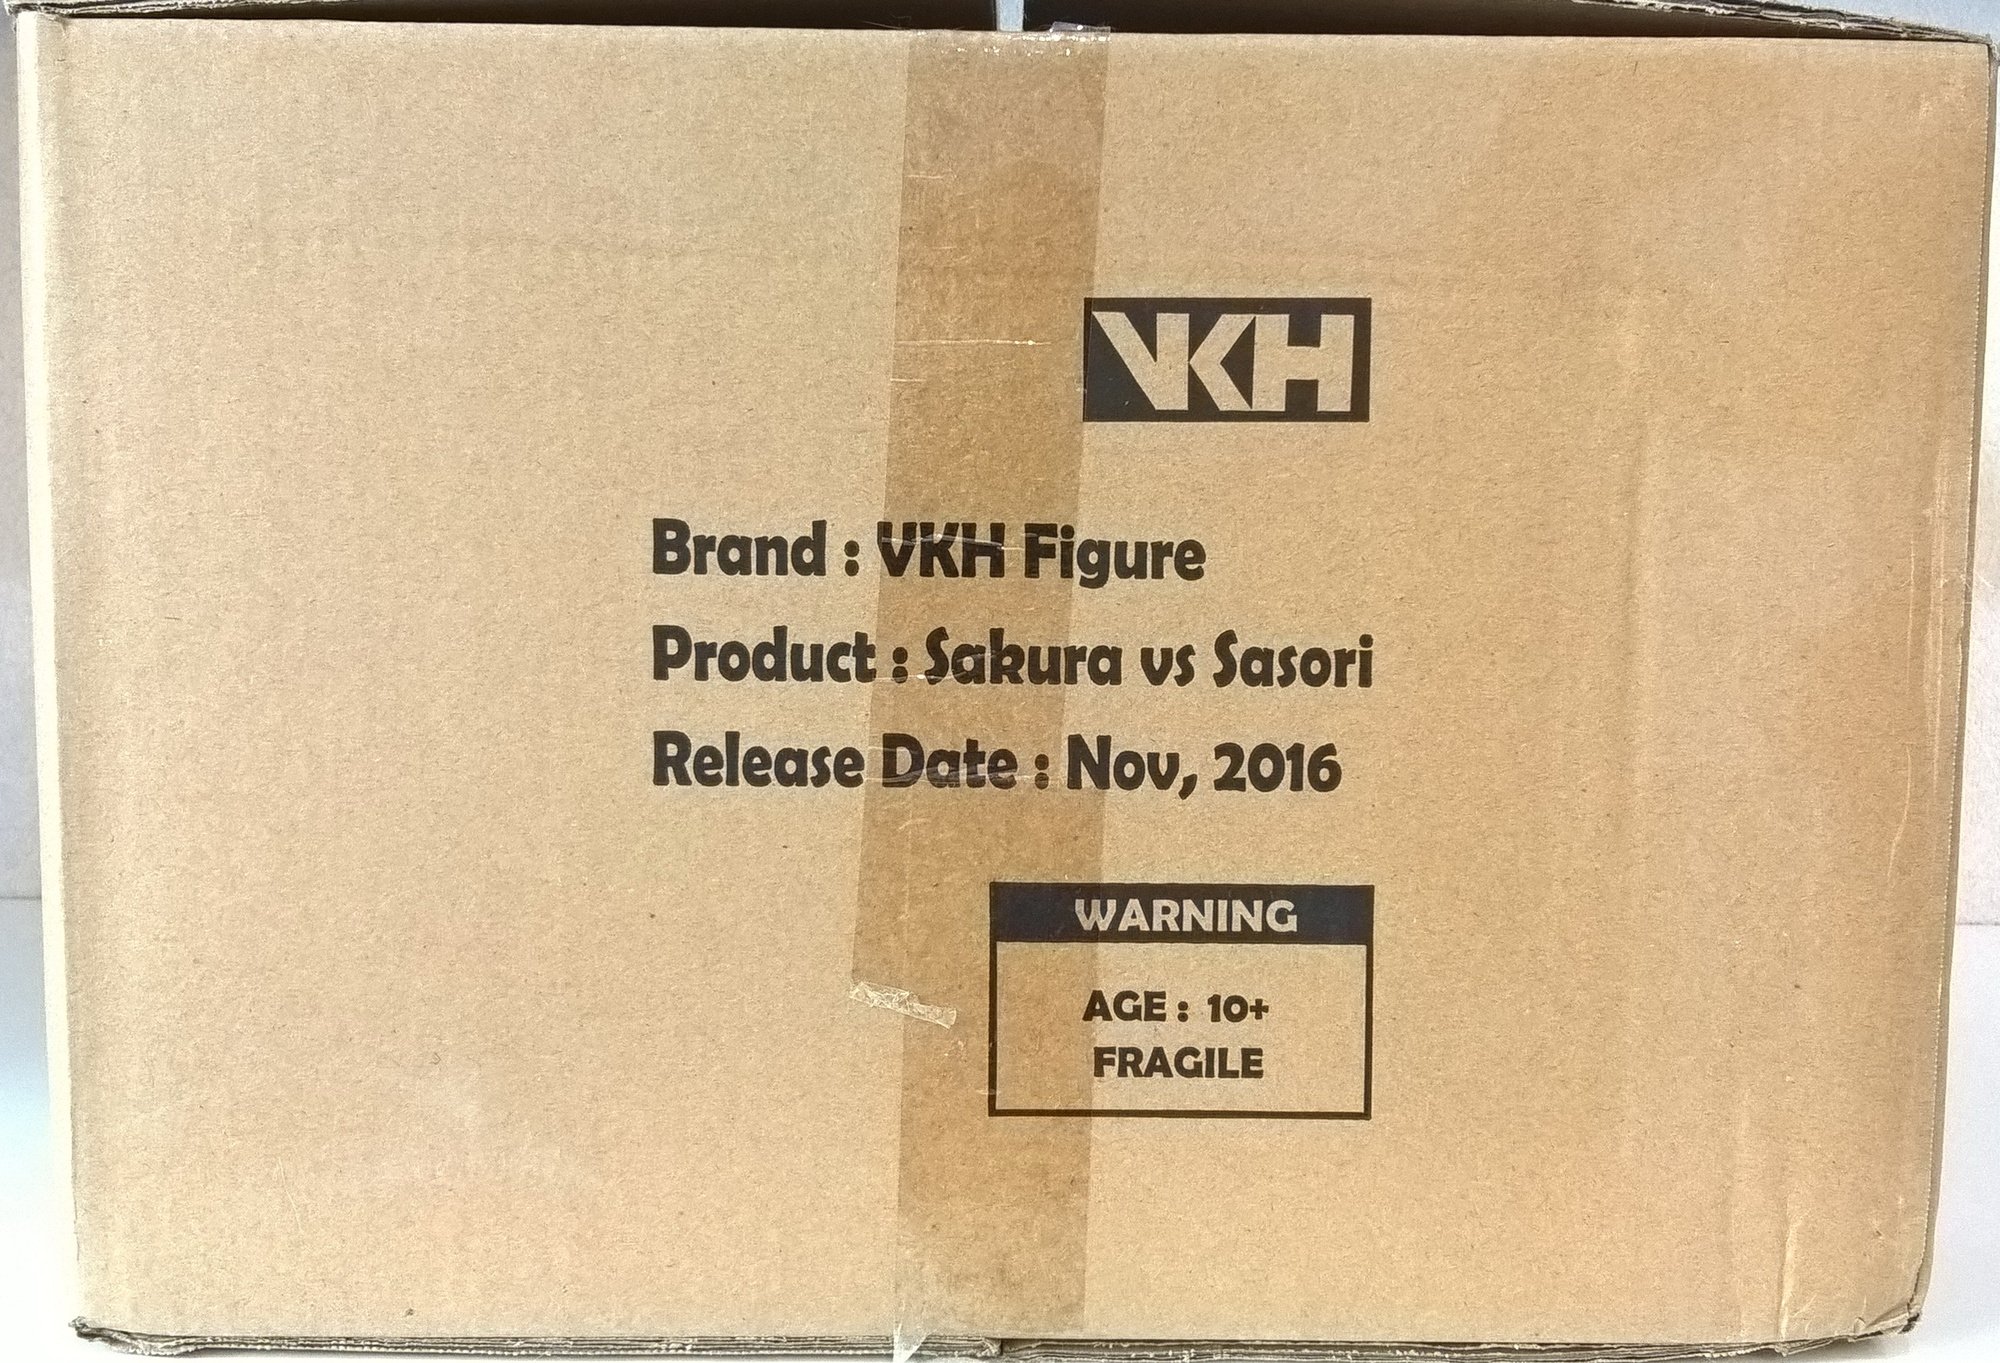 VKH
Brand : VKH Figure
Product : Sakura vs Sasori
Release Date : Nov, 2016
WARNING
AGE : 10+
FRAGILE